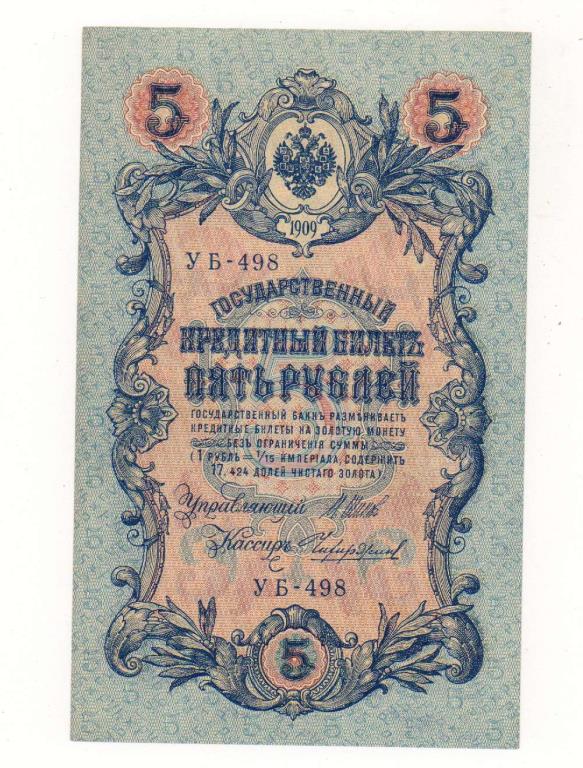 5 5
1909
УБ-498
ГОСУДАРСТВЕННЫЙ
КРЕДИТНЫЙ БИЛЕТЪ
ПЯТЬ РУБЛЕЙ
ГОСУДАРСТВЕННЫЙ БАНКЪ РАЗМѢНИВАЕТЪ
КРЕДИТНЫЕ БИЛЕТЫ НА ЗОЛОТУЮ МОНЕТУ
БЕЗЪ ОГРАНИЧЕНІЯ СУММЫ
(1 РУБЛЬ = 1/15 ИМПЕРІАЛА, СОДЕРЖИТЪ
17,424 ДОЛЕЙ ЧИСТАГО ЗОЛОТА)
Управляющій
Кассиръ
УБ-498
5